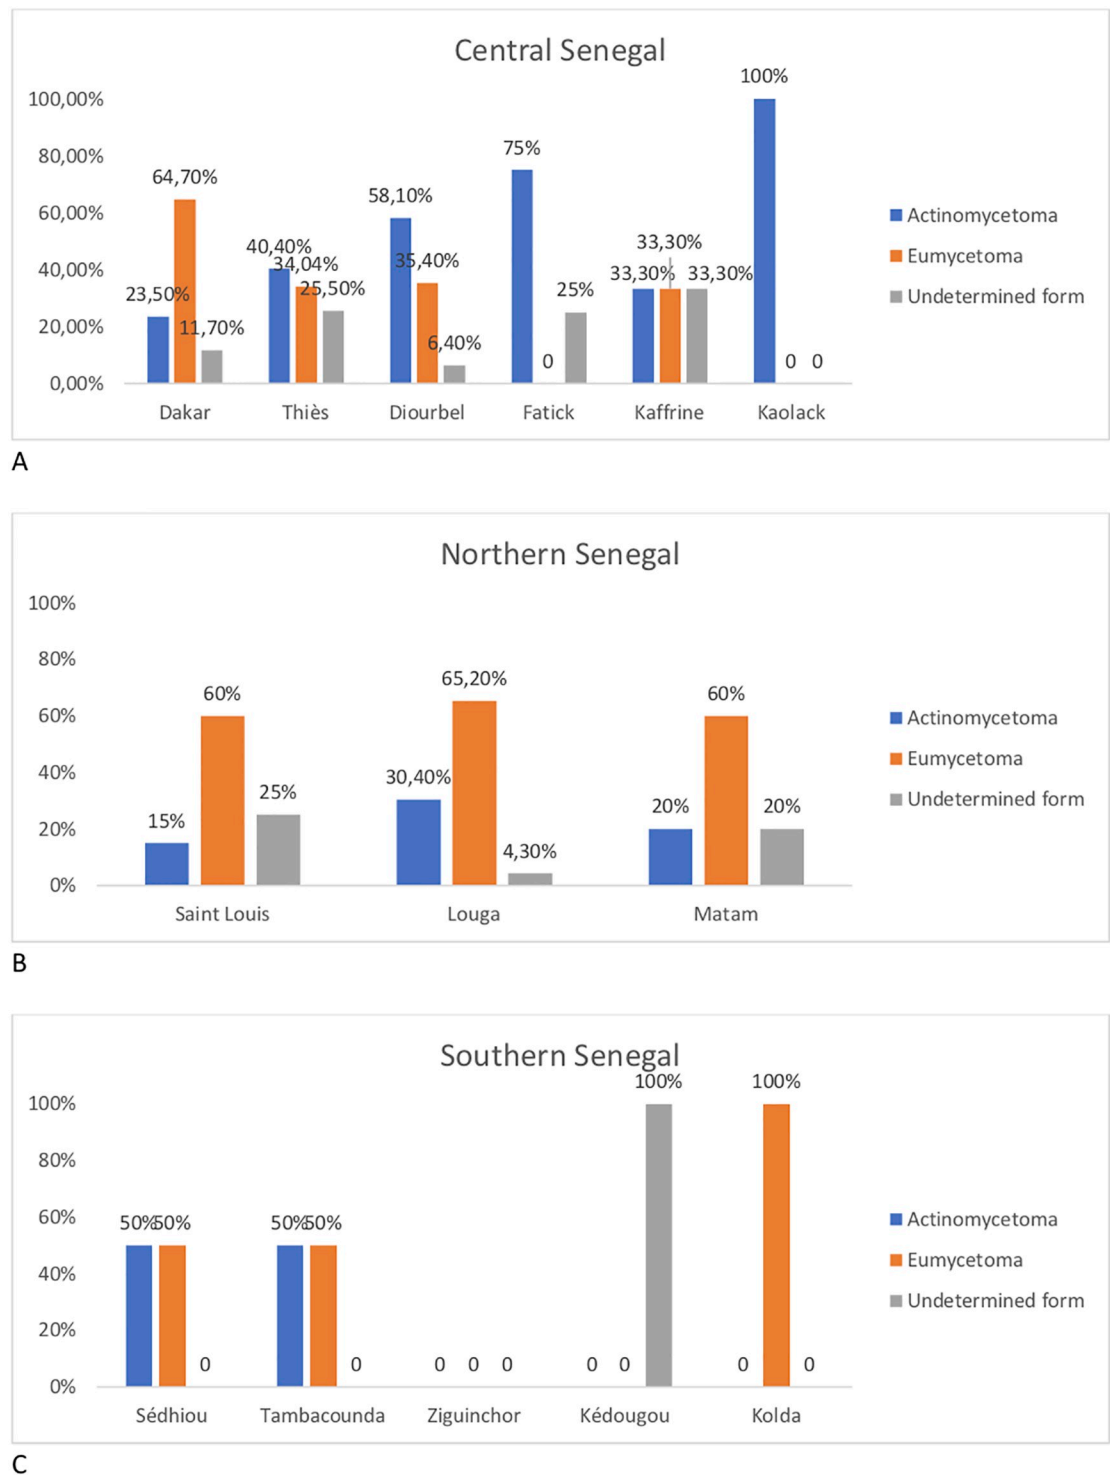 Central Senegal
100%
100,00%
80,00%
75%
64,70%
60,00%
58,10%
40,40%
34,04%
25,50%
35,40%
33,30%
33,30%
33,30%
40,00%
23,50%
25%
20,00%
11,70%
6,40%
0
0
0
0,00%
Dakar
Thiès
Diourbel
Fatick
Kaffrine
Kaolack
Actinomycetoma
Eumycetoma
Undetermined form
A
Northern Senegal
100%
80%
60%
40%
20%
0%
15%
60%
25%
30,40%
65,20%
4,30%
20%
60%
20%
Saint Louis
Louga
Matam
Actinomycetoma
Eumycetoma
Undetermined form
B
Southern Senegal
100%
100%
100%
80%
60%
40%
20%
0%
50%
50%
0
50%
50%
0
0
0
0
0
0
0
0
Sédhiou
Tambacounda
Ziguinchor
Kédougou
Kolda
Actinomycetoma
Eumycetoma
Undetermined form
C